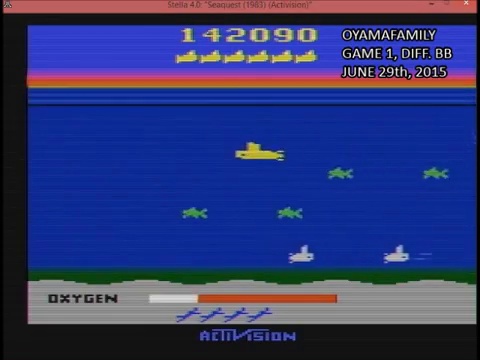 Stella 4.0: "Seaquest (1983) (Activision)"
142090
OYAMAFAMILY
GAME 1, DIFF. BB
JUNE 29th, 2015
OXYGEN
ACTIVISION